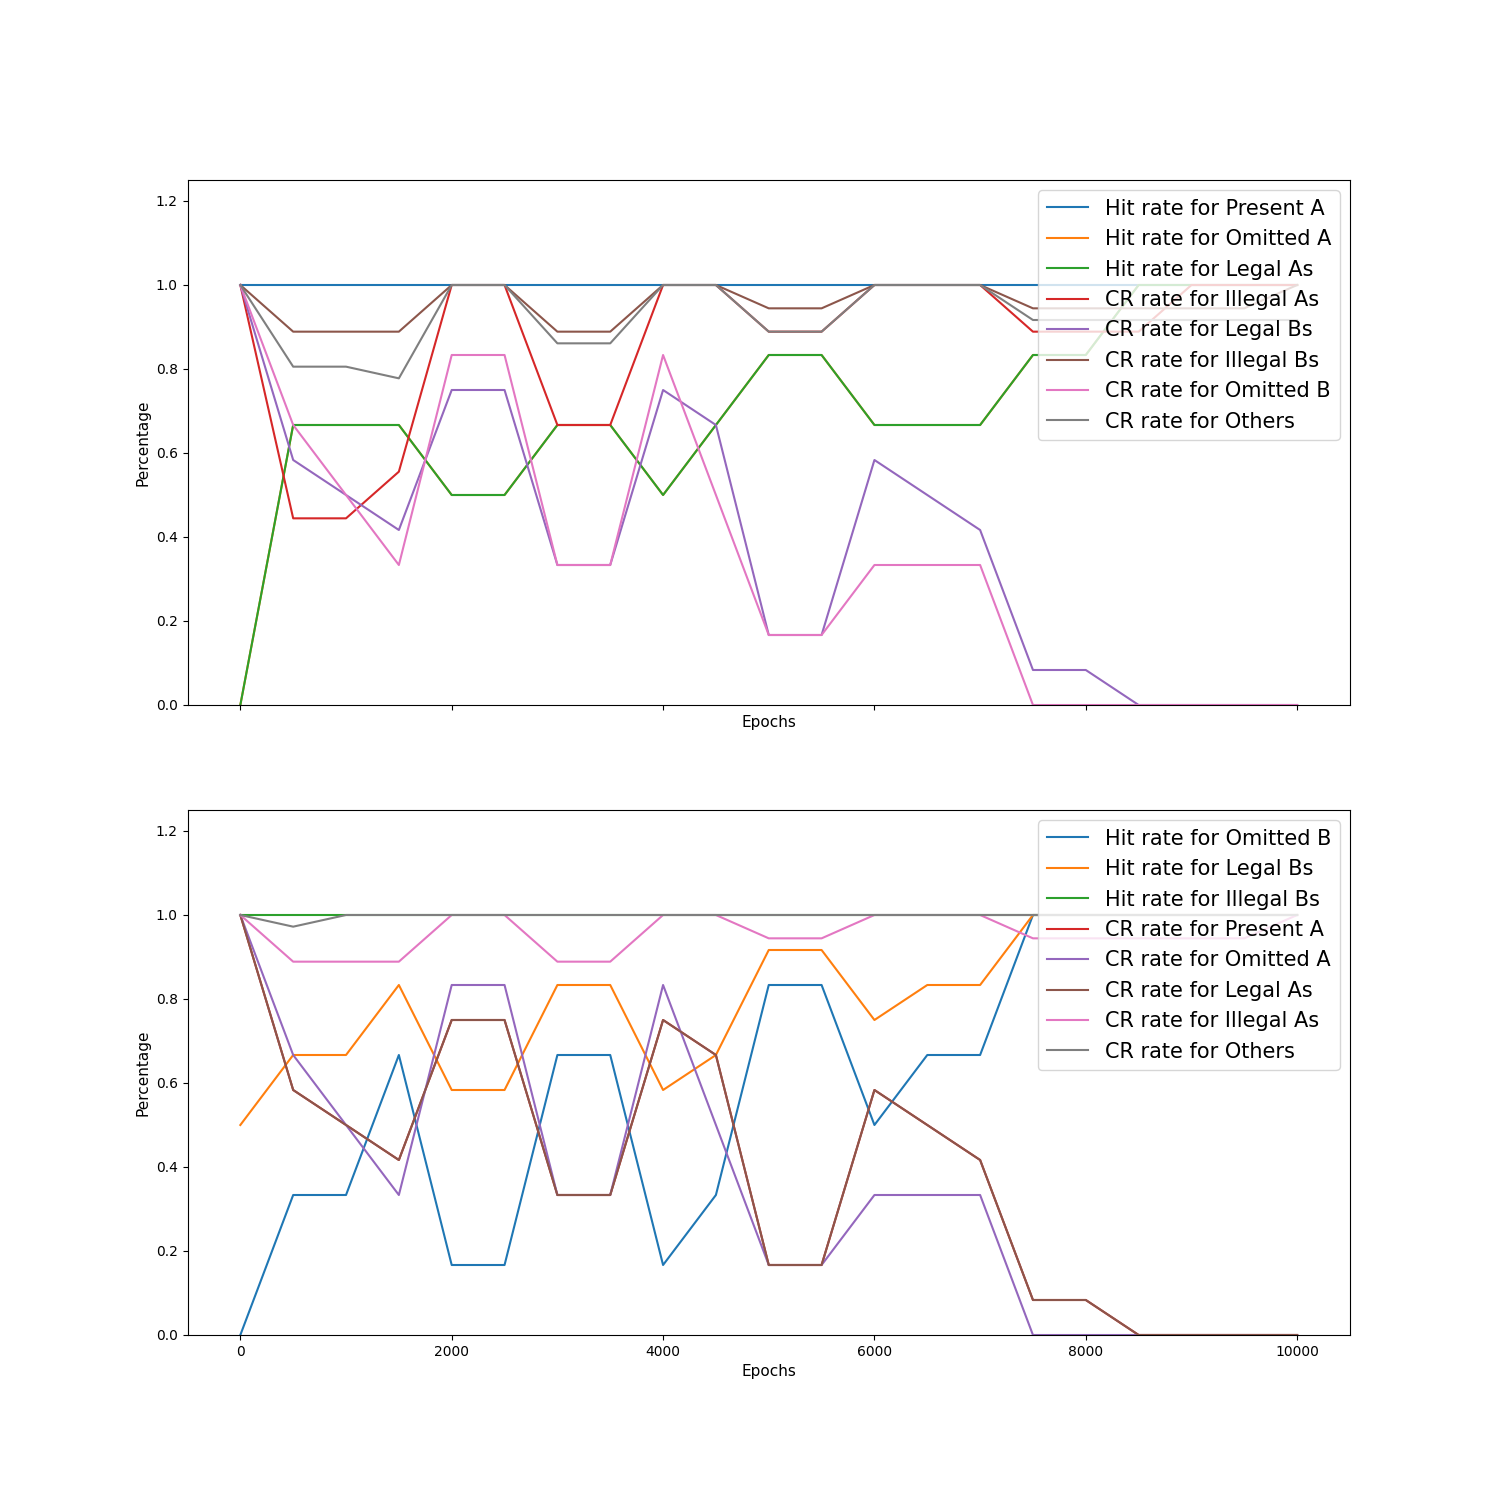 1.2
1.0
0.8
0.6
0.4
0.2
0.0
Percentage
Epochs
Hit rate for Present A
Hit rate for Omitted A
Hit rate for Legal As
CR rate for Illegal As
CR rate for Legal Bs
CR rate for Illegal Bs
CR rate for Omitted B
CR rate for Others
1.2
1.0
0.8
0.6
0.4
0.2
0.0
Percentage
0 2000 4000 6000 8000 10000
Epochs
Hit rate for Omitted B
Hit rate for Legal Bs
Hit rate for Illegal Bs
CR rate for Present A
CR rate for Omitted A
CR rate for Legal As
CR rate for Illegal As
CR rate for Others